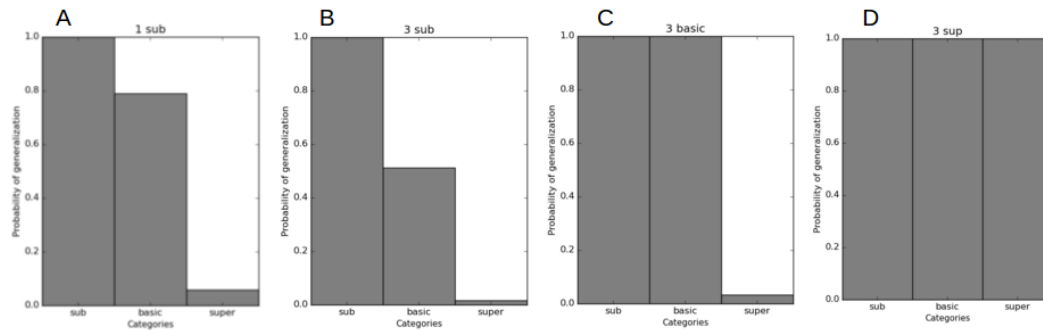 A
1 sub
Probability of generalization
1.0
0.8
0.6
0.4
0.2
0.0
sub basic super
Categories
B
3 sub
Probability of generalization
1.0
0.8
0.6
0.4
0.2
0.0
sub basic super
Categories
C
3 basic
Probability of generalization
1.0
0.8
0.6
0.4
0.2
0.0
sub basic super
Categories
D
3 sup
Probability of generalization
1.0
0.8
0.6
0.4
0.2
0.0
sub basic super
Categories